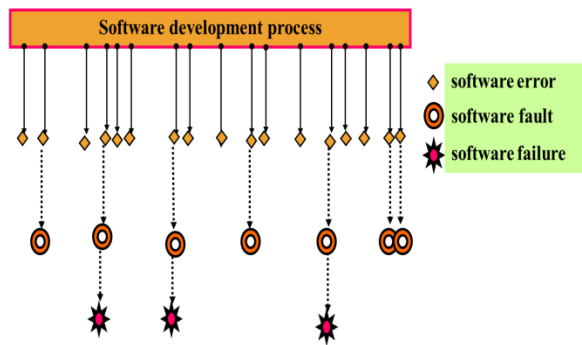 Software development process
software error
software fault
software failure